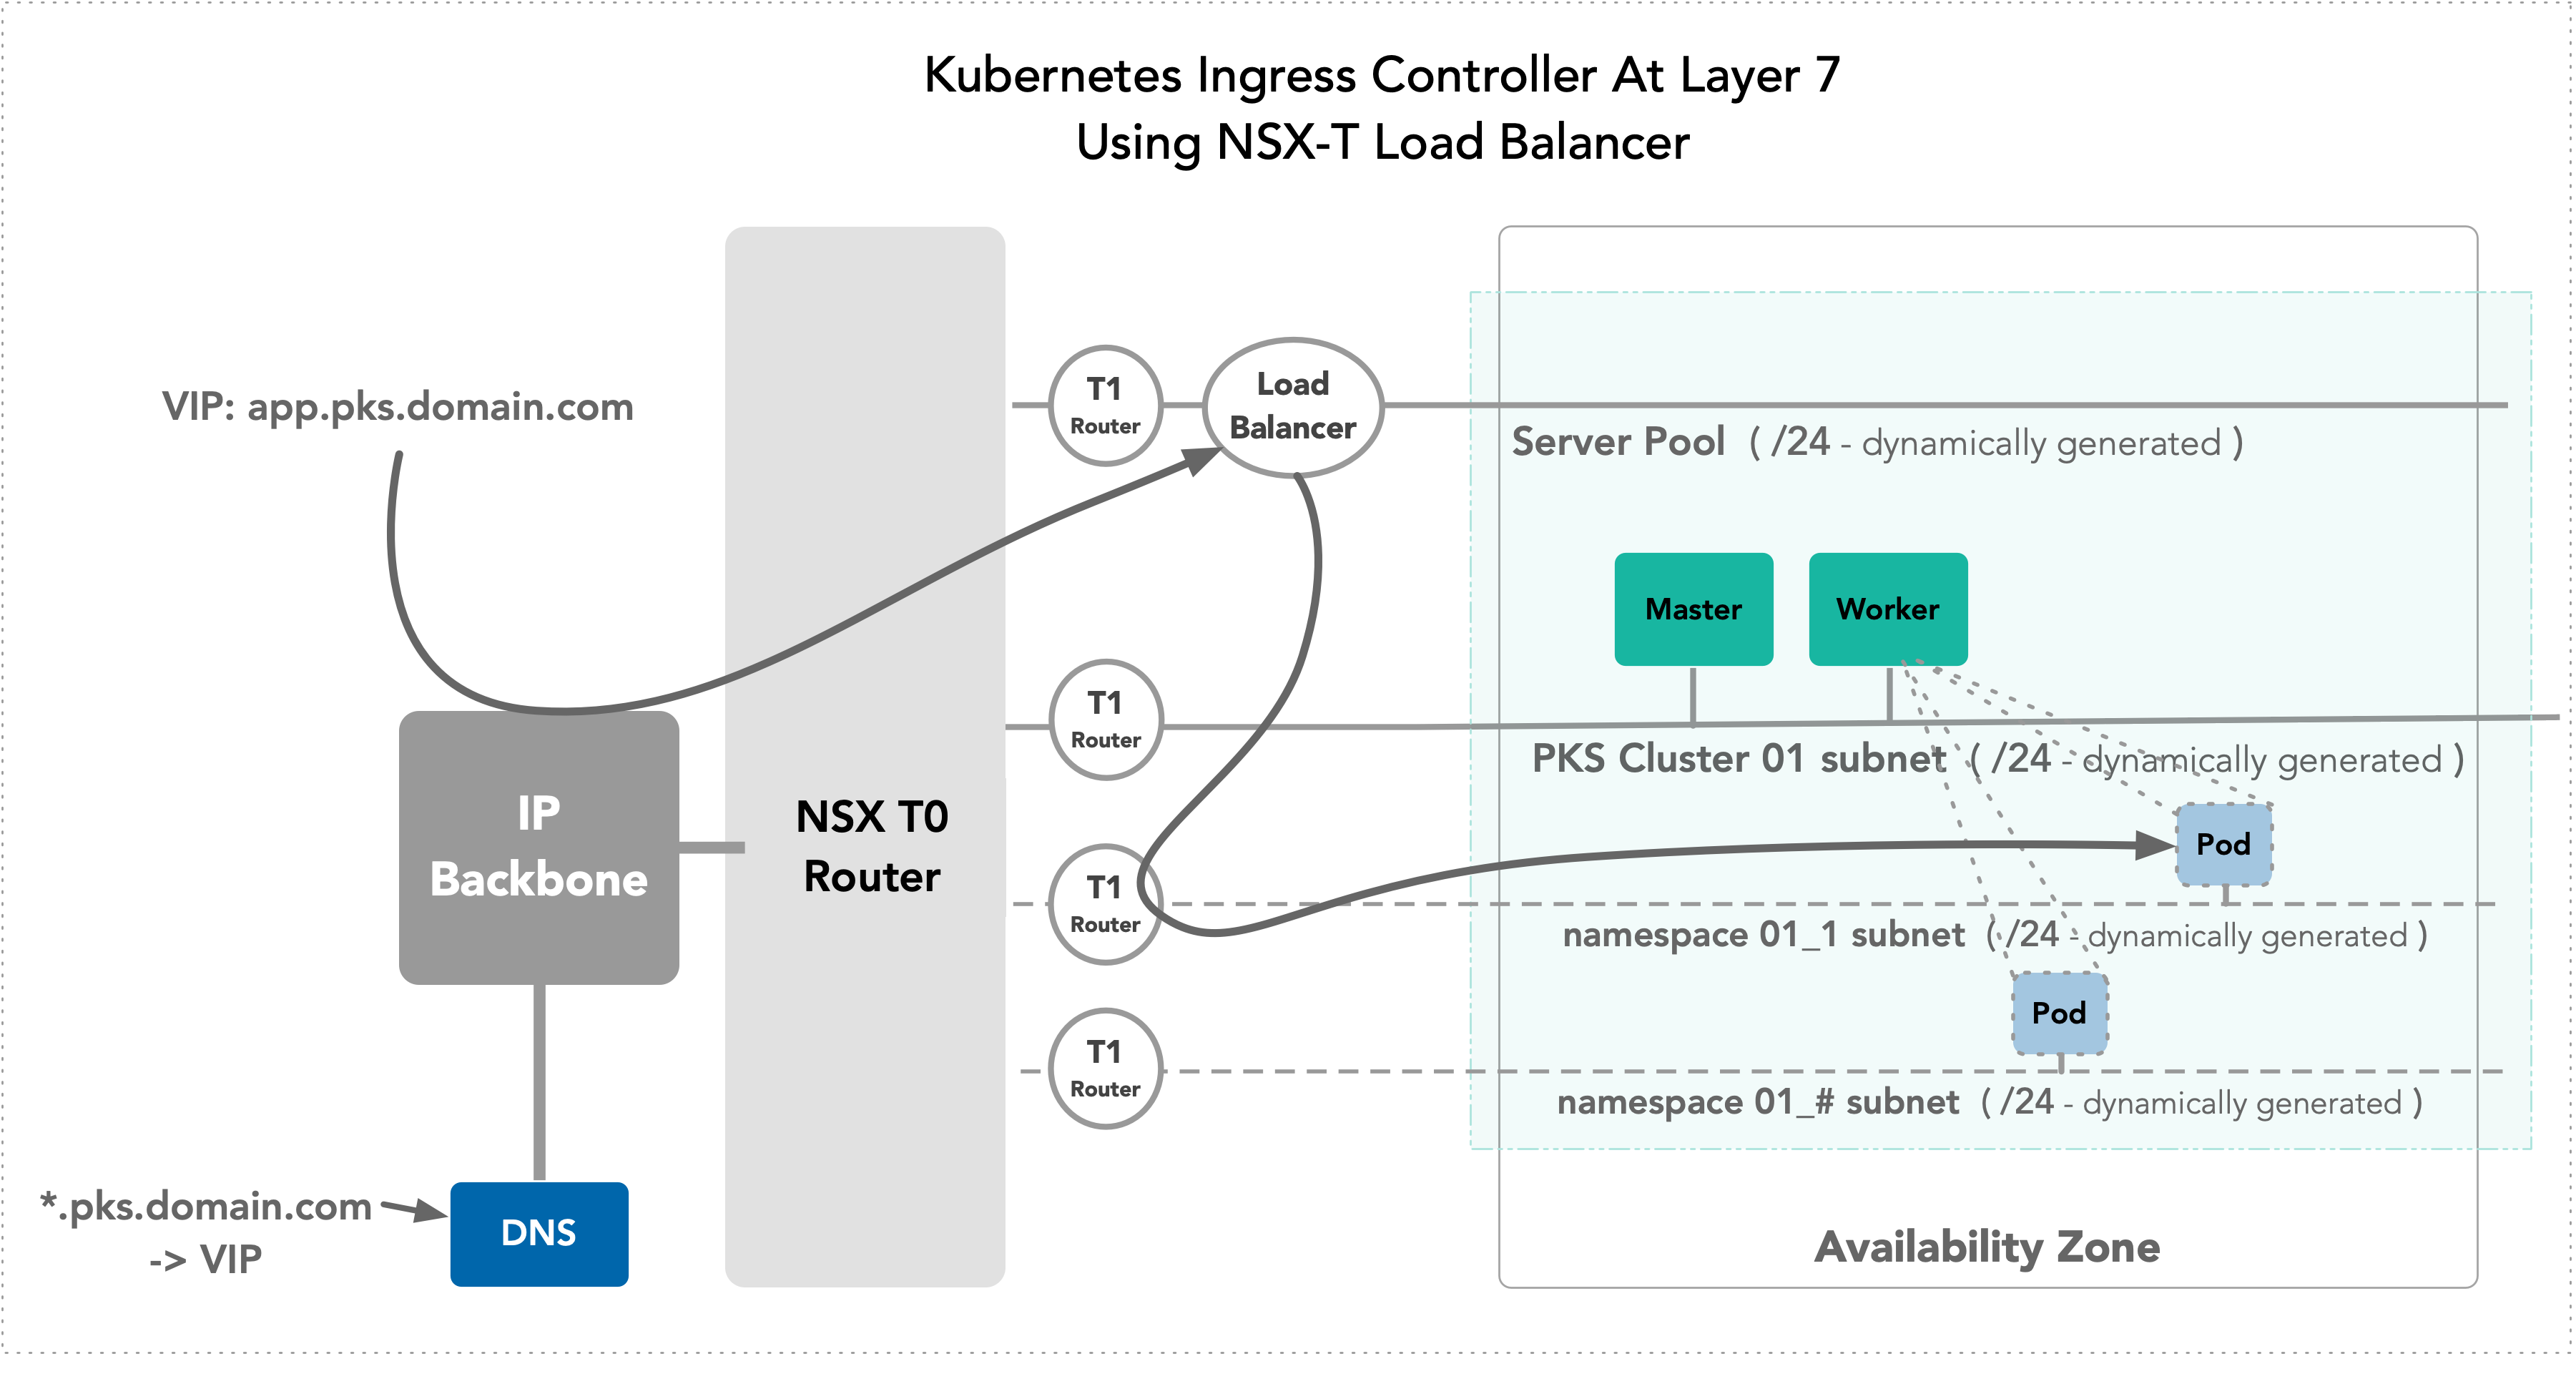 Kubernetes Ingress Controller At Layer 7
Using NSX-T Load Balancer
VIP: app.pks.domain.com
T1
Router
Load
Balancer
Server Pool ( /24 - dynamically generated )
Master
Worker
T1
Router
PKS Cluster 01 subnet ( /24 - dynamically generated )
IP
Backbone
NSX T0
Router
T1
Router
Pod
namespace 01_1 subnet ( /24 - dynamically generated )
Pod
T1
Router
namespace 01_# subnet ( /24 - dynamically generated )
*.pks.domain.com
-> VIP
DNS
Availability Zone